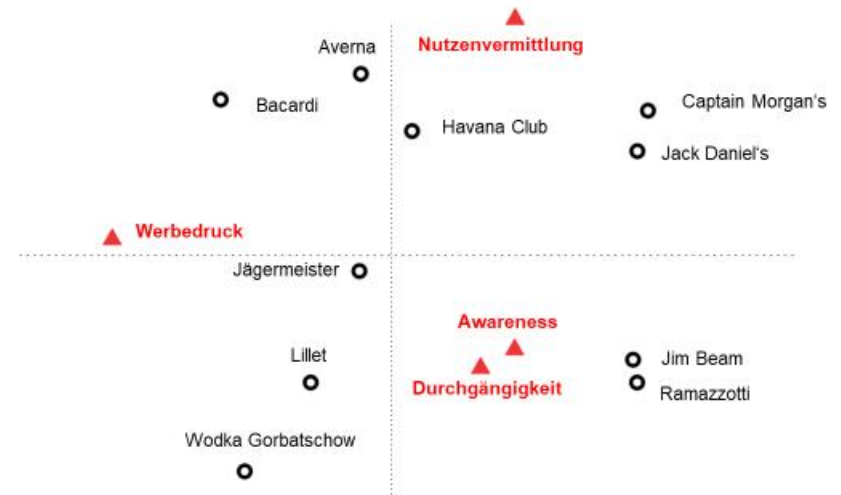 Nutzenvermittlung
Averna
Bacardi
Captain Morgan's
Havana Club
Jack Daniel's
Werbedruck
Jägermeister
Awareness
Lillet
Jim Beam
Durchgängigkeit
Ramazzotti
Wodka Gorbatschow